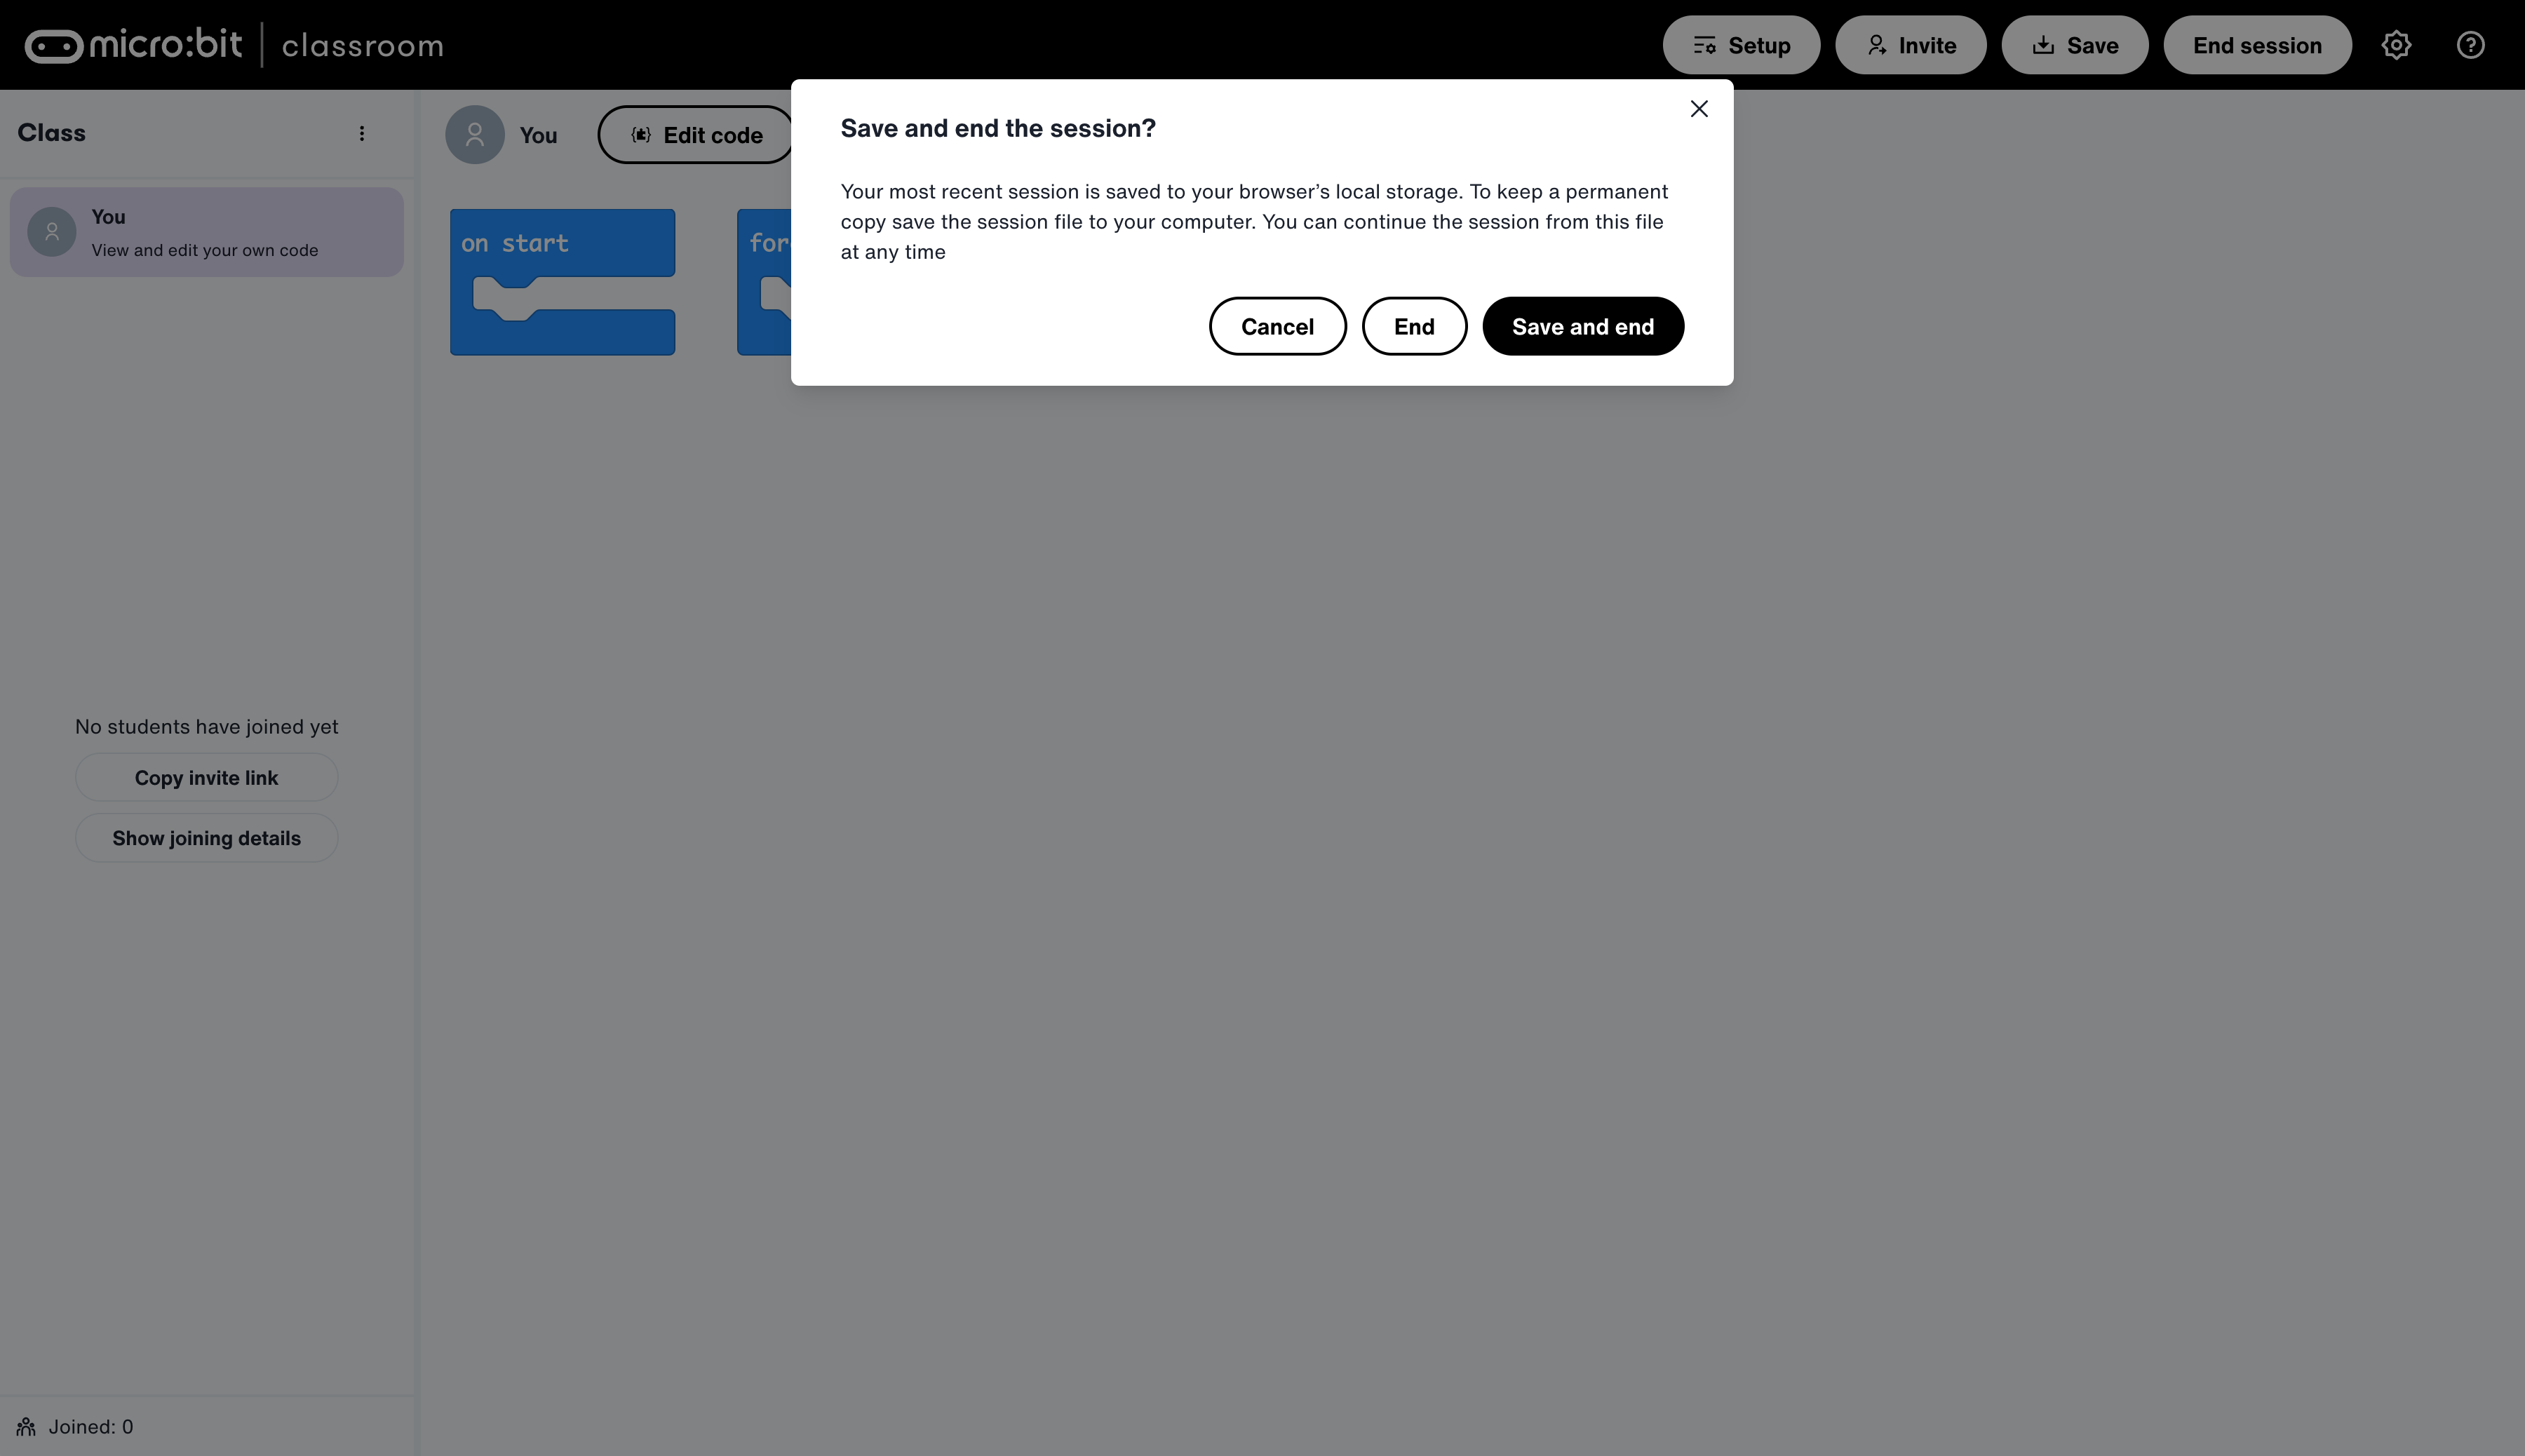 micro:bit classroom
Setup
Invite
Save
End session
Class
You
View and edit your own code
No students have joined yet
Copy invite link
Show joining details
Joined: 0
You
Edit code
on start
Save and end the session?
Your most recent session is saved to your browser’s local storage. To keep a permanent
copy save the session file to your computer. You can continue the session from this file
at any time
Cancel
End
Save and end